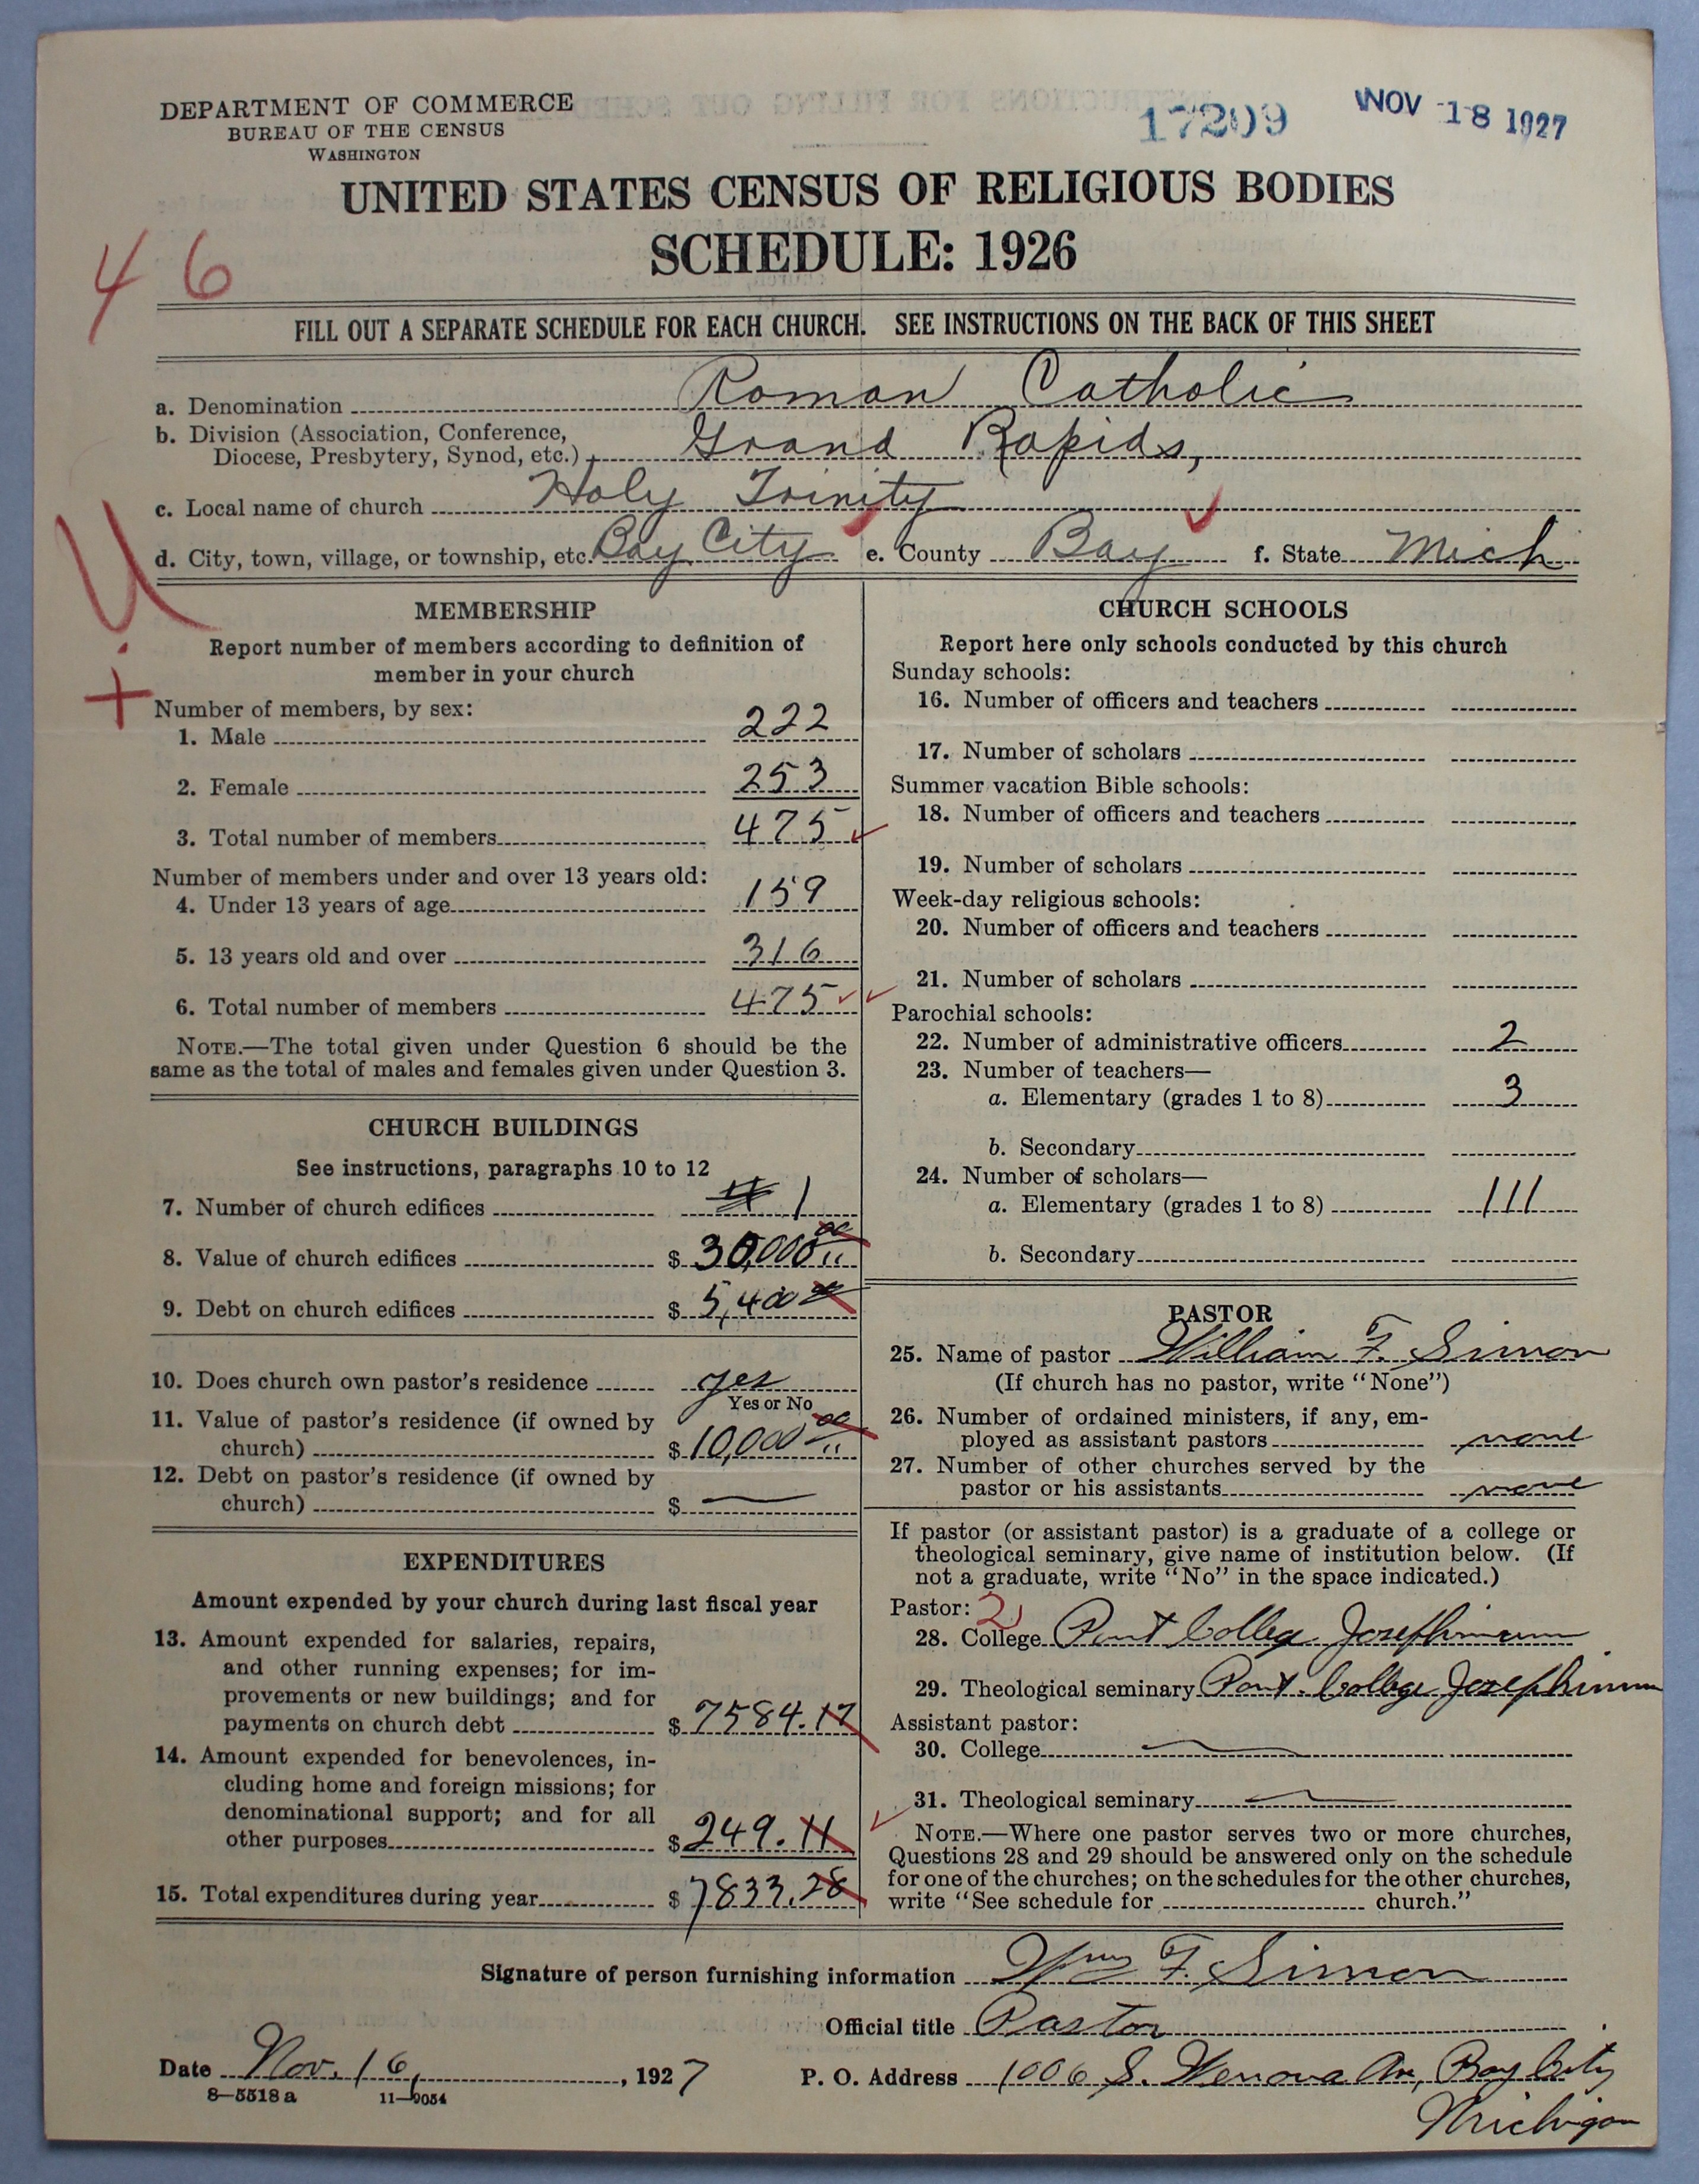 DEPARTMENT OF COMMERCE
BUREAU OF THE CENSUS
WASHINGTON
17209
NOV 18 1927
UNITED STATES CENSUS OF RELIGIOUS BODIES
SCHEDULE: 1926
46
FILL OUT A SEPARATE SCHEDULE FOR EACH CHURCH. SEE INSTRUCTIONS ON THE BACK OF THIS SHEET
a. Denomination Roman Catholic
b. Division (Association, Conference,
Diocese, Presbytery, Synod, etc.) Grand Rapids,
c. Local name of church Holy Trinity
d. City, town, village, or township, etc. Bay City e. County Bay f. State Mich
MEMBERSHIP
Report number of members according to definition of
member in your church
Number of members, by sex:
1. Male 222
2. Female 253
3. Total number of members 475
Number of members under and over 13 years old:
4. Under 13 years of age 159
5. 13 years old and over 316
6. Total number of members 475
NOTE.—The total given under Question 6 should be the
same as the total of males and females given under Question 3.
CHURCH BUILDINGS
See instructions, paragraphs 10 to 12
7. Number of church edifices 1
8. Value of church edifices $ 30,000 00
9. Debt on church edifices $ 5,400
10. Does church own pastor's residence yes
Yes or No
11. Value of pastor's residence (if owned by
church) $ 10,000 00
12. Debt on pastor's residence (if owned by
church) $ —
EXPENDITURES
Amount expended by your church during last fiscal year
13. Amount expended for salaries, repairs,
and other running expenses; for im-
provements or new buildings; and for
payments on church debt $ 7584.17
14. Amount expended for benevolences, in-
cluding home and foreign missions; for
denominational support; and for all
other purposes $ 249.11
15. Total expenditures during year $ 7833.28
CHURCH SCHOOLS
Report here only schools conducted by this church
Sunday schools:
16. Number of officers and teachers
17. Number of scholars
Summer vacation Bible schools:
18. Number of officers and teachers
19. Number of scholars
Week-day religious schools:
20. Number of officers and teachers
21. Number of scholars
Parochial schools:
22. Number of administrative officers 2
23. Number of teachers—
a. Elementary (grades 1 to 8) 3
b. Secondary
24. Number of scholars—
a. Elementary (grades 1 to 8) 111
b. Secondary
PASTOR
25. Name of pastor William F. Simon
(If church has no pastor, write "None")
26. Number of ordained ministers, if any, em-
ployed as assistant pastors none
27. Number of other churches served by the
pastor or his assistants none
If pastor (or assistant pastor) is a graduate of a college or
theological seminary, give name of institution below. (If
not a graduate, write "No" in the space indicated.)
Pastor: 2
28. College Pont College Josephinum
29. Theological seminary Pont. College Josephinum
Assistant pastor:
30. College —
31. Theological seminary —
NOTE.—Where one pastor serves two or more churches,
Questions 28 and 29 should be answered only on the schedule
for one of the churches; on the schedules for the other churches,
write "See schedule for church."
Signature of person furnishing information Wm F. Simon
Official title Pastor
Date Nov. 16, 1927 P. O. Address 1006 S. Wenona Av, Bay City
Michigan
8—5518 a 11—9054